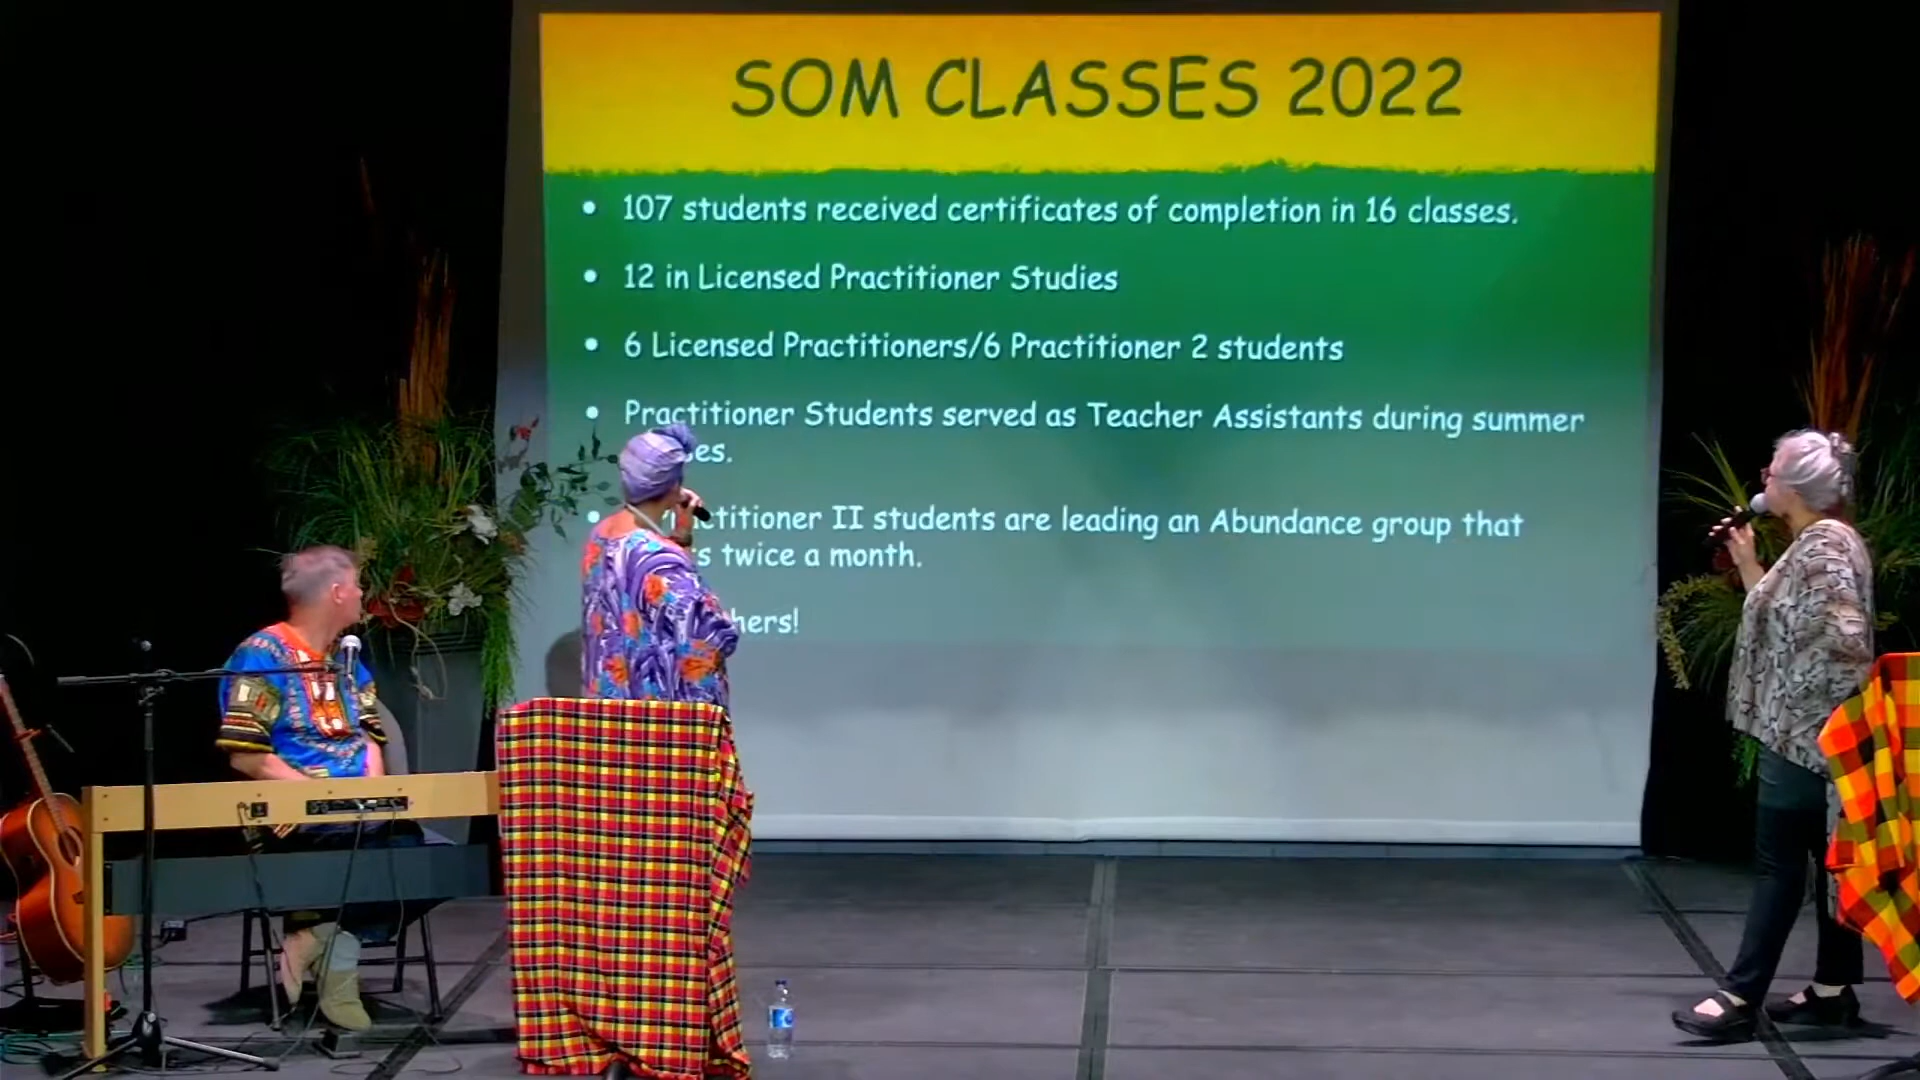 SOM CLASSES 2022
• 107 students received certificates of completion in 16 classes.
• 12 in Licensed Practitioner Studies
• 6 Licensed Practitioners/6 Practitioner 2 students
• Practitioner Students served as Teacher Assistants during summer
• II students are leading an Abundance group that
twice a month.